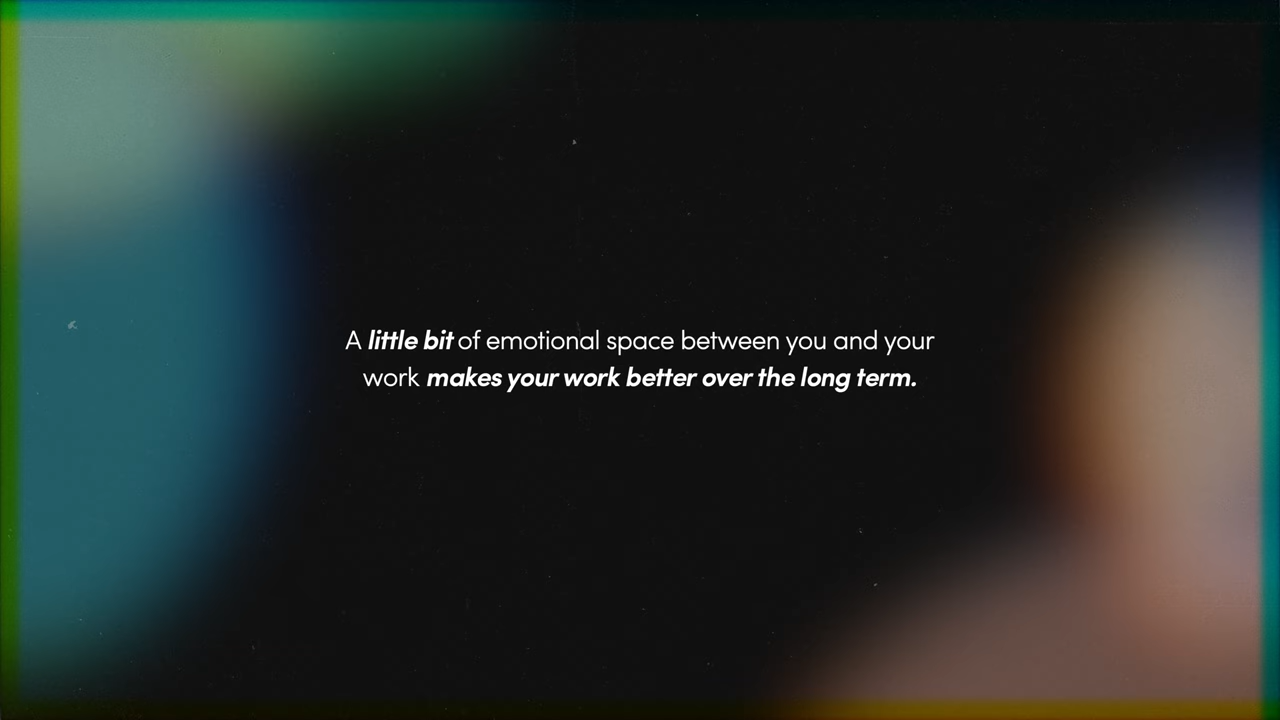 A little bit of emotional space between you and your
work makes your work better over the long term.